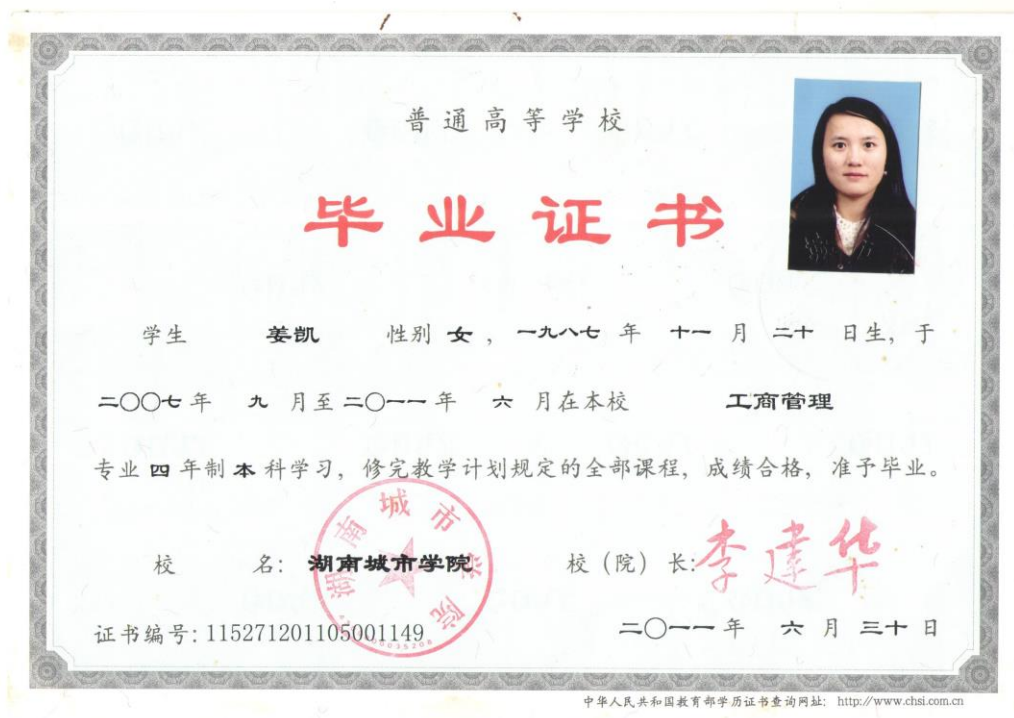 普通高等学校
毕业证书
学生 姜凯 性别 女，一九八七 年 十一 月 二十 日生，于
二〇〇七 年 九 月至 二〇一一 年 六 月在本校 工商管理
专业 四 年制 本 科学习，修完教学计划规定的全部课程，成绩合格，准予毕业。
校 名：湖南城市学院 校（院）长：李建华
湖南城市学院
证书编号：115271201105001149 二〇一一 年 六 月 三十 日
中华人民共和国教育部学历证书查询网址：http://www.chsi.com.cn